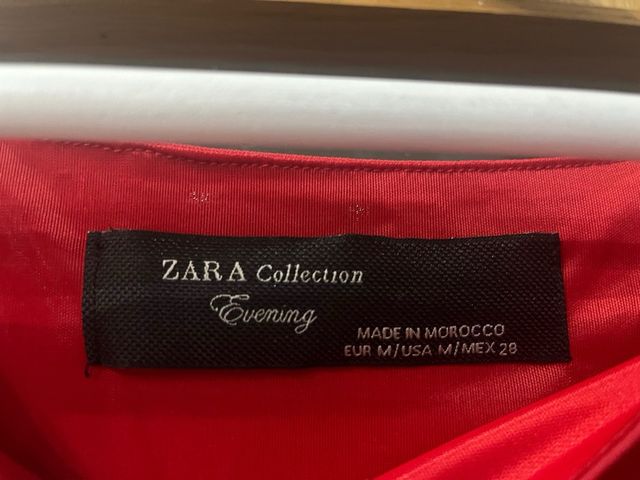 ZARA Collection
Evening
MADE IN MOROCCO
EUR M/USA M/MEX 28